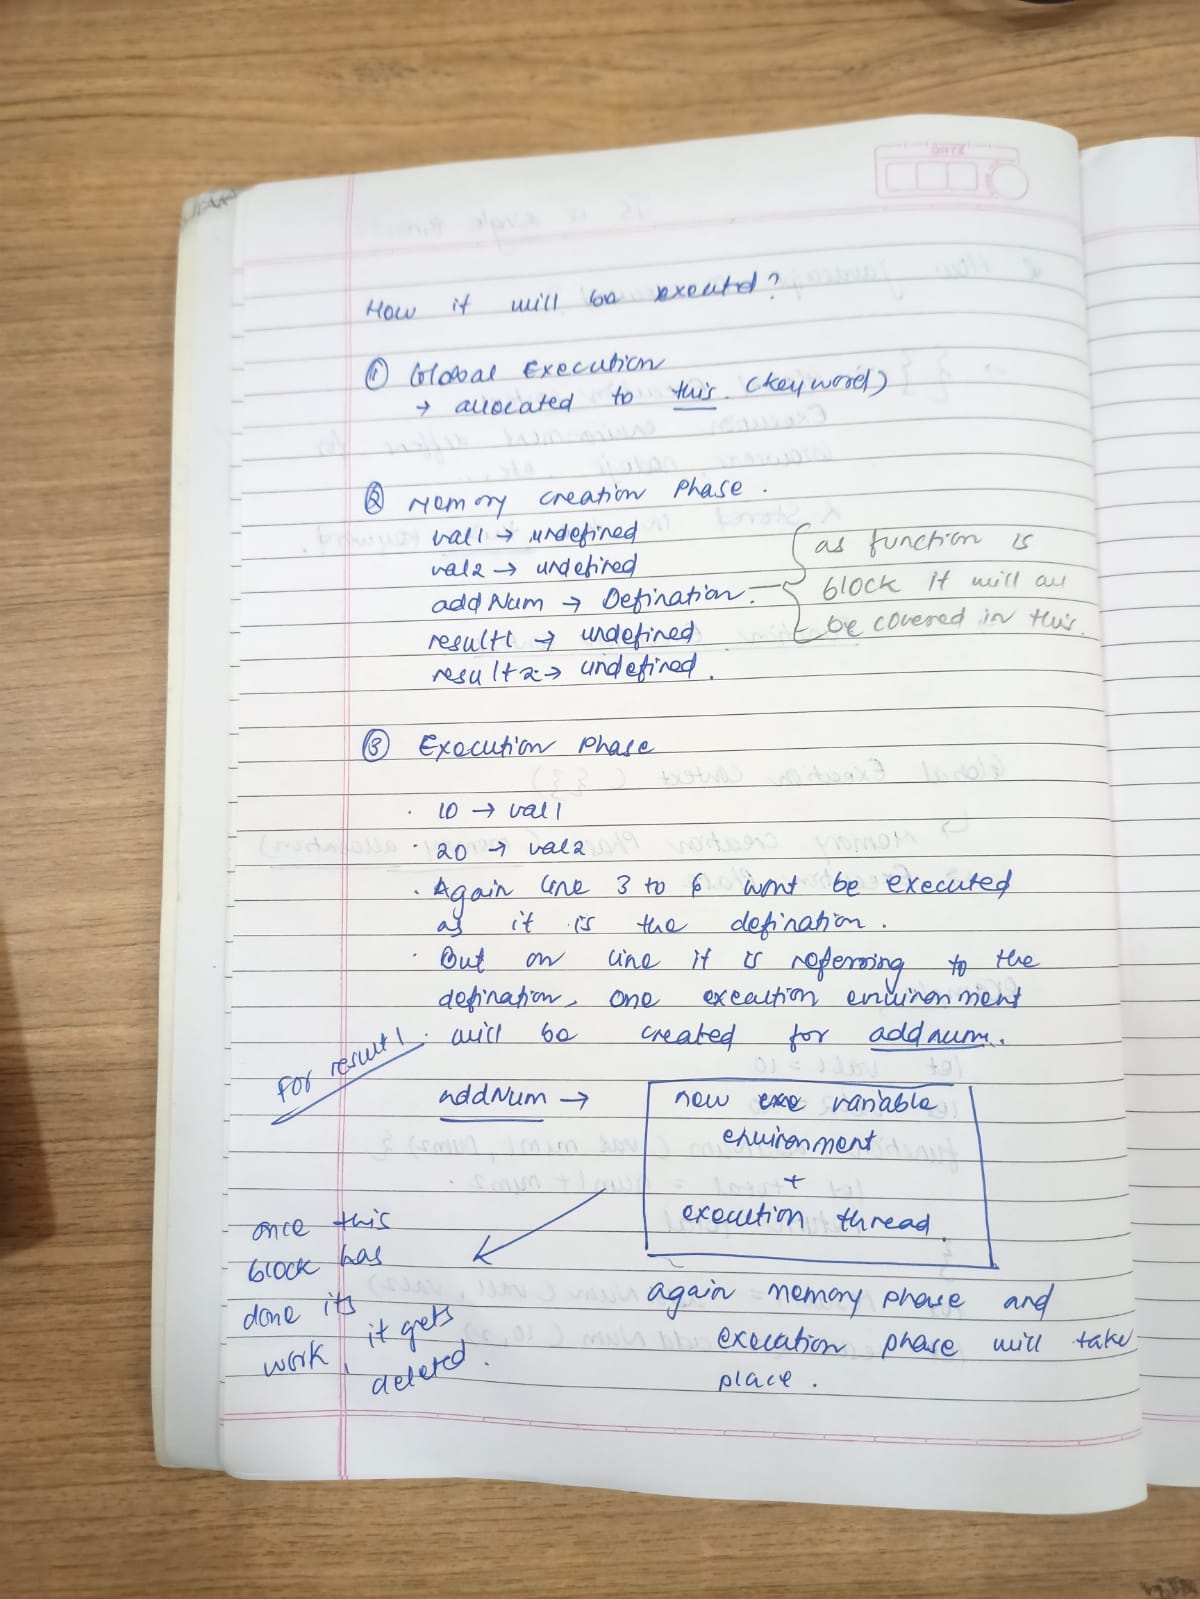 How it will be executd?
① Global Execution
→ allocated to this. (keyword)
② Memory Creation Phase.
val1 → undefined
val2 → undefined
addNum → Defination.
as function is
block it will all
be covered in this.
result1 → undefined
result2 → undefined.
③ Execution Phase
· 10 → val1
· 20 → val2
· Again line 3 to 6 wont be executed
as it is the defination.
· But on line it is referring to the
defination, one execution environment
· will be created for addnum.
For result1
addNum →
new exe variable
environment
+
execution thread.
once this
block has
done its
work,
it gets
deleted.
again memory phase and
execution phase will take
place.